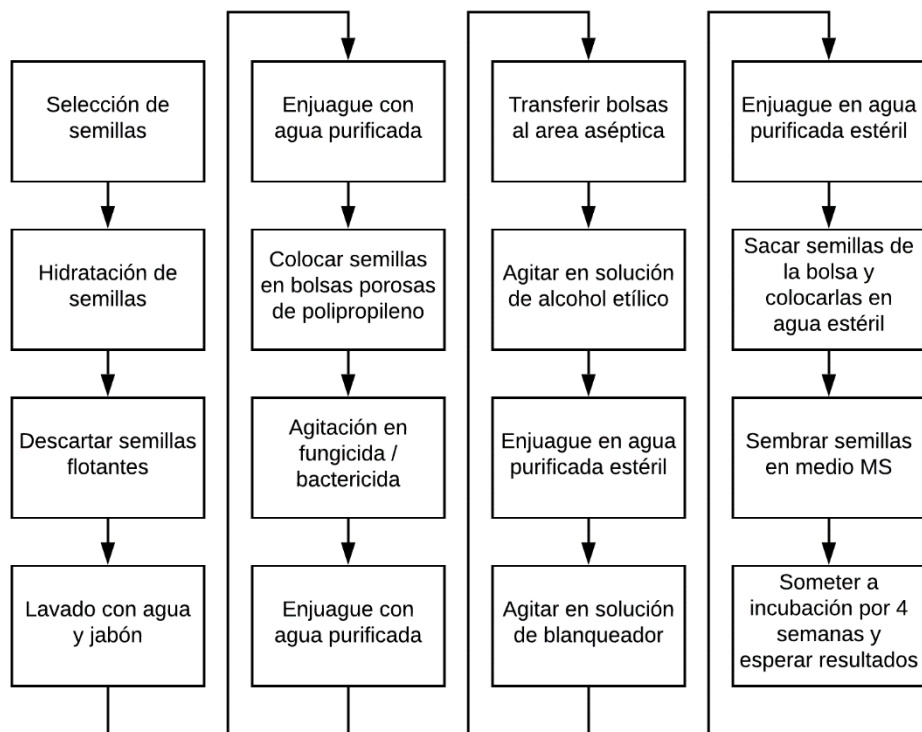 Selección de
semillas
Hidratación de
semillas
Descartar semillas
flotantes
Lavado con agua
y jabón
Enjuague con
agua purificada
Colocar semillas
en bolsas porosas
de polipropileno
Agitación en
fungicida /
bactericida
Enjuague con
agua purificada
Transferir bolsas
al area aséptica
Agitar en solución
de alcohol etílico
Enjuague en agua
purificada estéril
Agitar en solución
de blanqueador
Enjuague en agua
purificada estéril
Sacar semillas de
la bolsa y
colocarlas en
agua estéril
Sembrar semillas
en medio MS
Someter a
incubación por 4
semanas y
esperar resultados